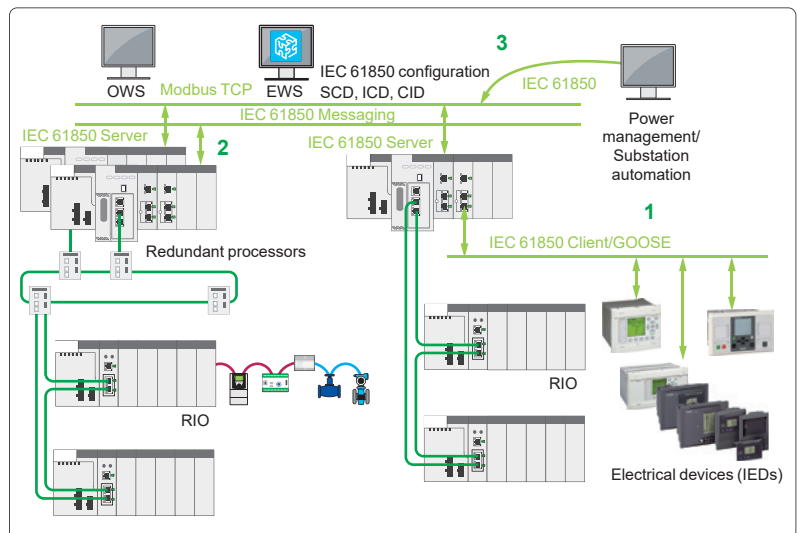 3
IEC 61850 configuration
SCD, ICD, CID
OWS
EWS
Modbus TCP
IEC 61850
IEC 61850 Messaging
Power
management/
Substation
automation
IEC 61850 Server
2
IEC 61850 Server
1
IEC 61850 Client/GOOSE
Redundant processors
RIO
RIO
Electrical devices (IEDs)